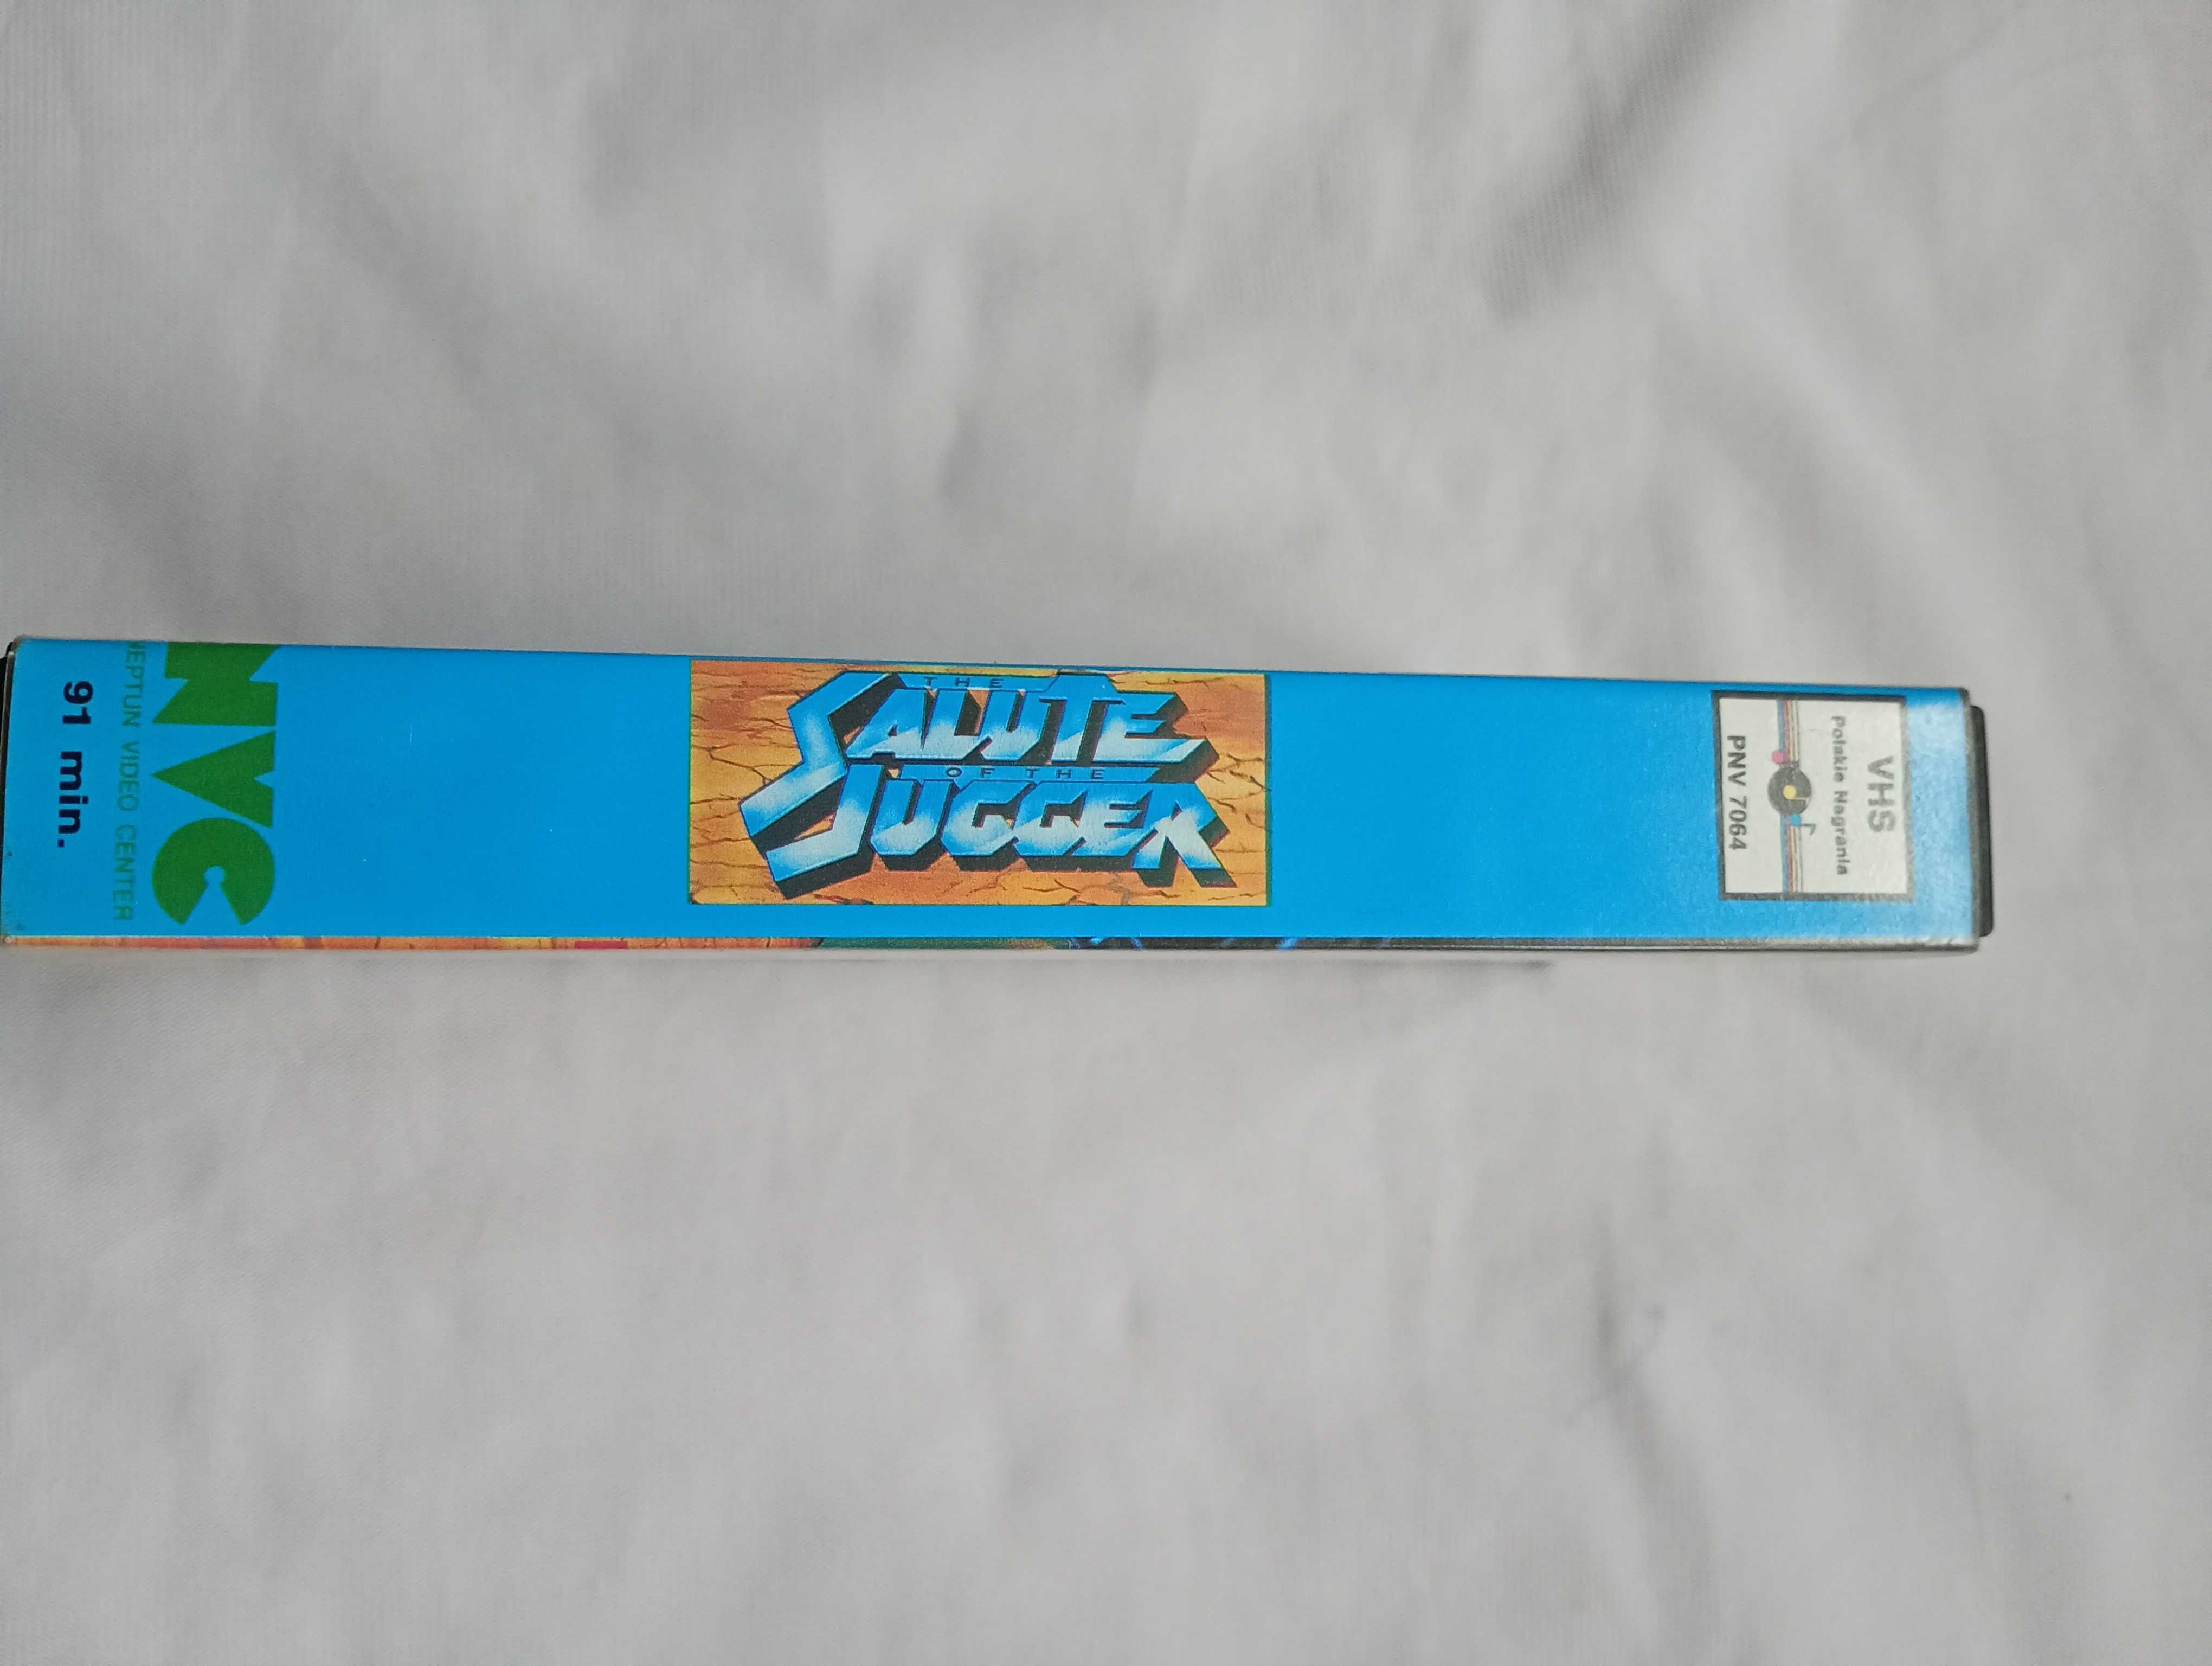 NVC
NEPTUN VIDEO CENTER
91 min.
THE
SALUTE
OF THE
JUGGER
VHS
Polskie Nagrania
PNV 7064